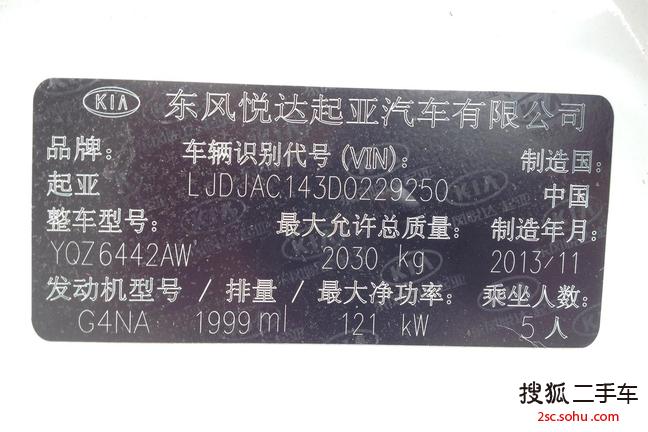 KIA 东风悦达起亚汽车有限公司
品牌: 车辆识别代号(VIN): 制造国:
起亚 LJDJAC143D0229250 中国
整车型号: 最大允许总质量: 制造年月:
YQZ6442AW 2030 kg 2013/11
发动机型号 / 排量 / 最大净功率: 乘坐人数:
G4NA 1999 ml 121 kW 5人
搜狐二手车
2sc.sohu.com